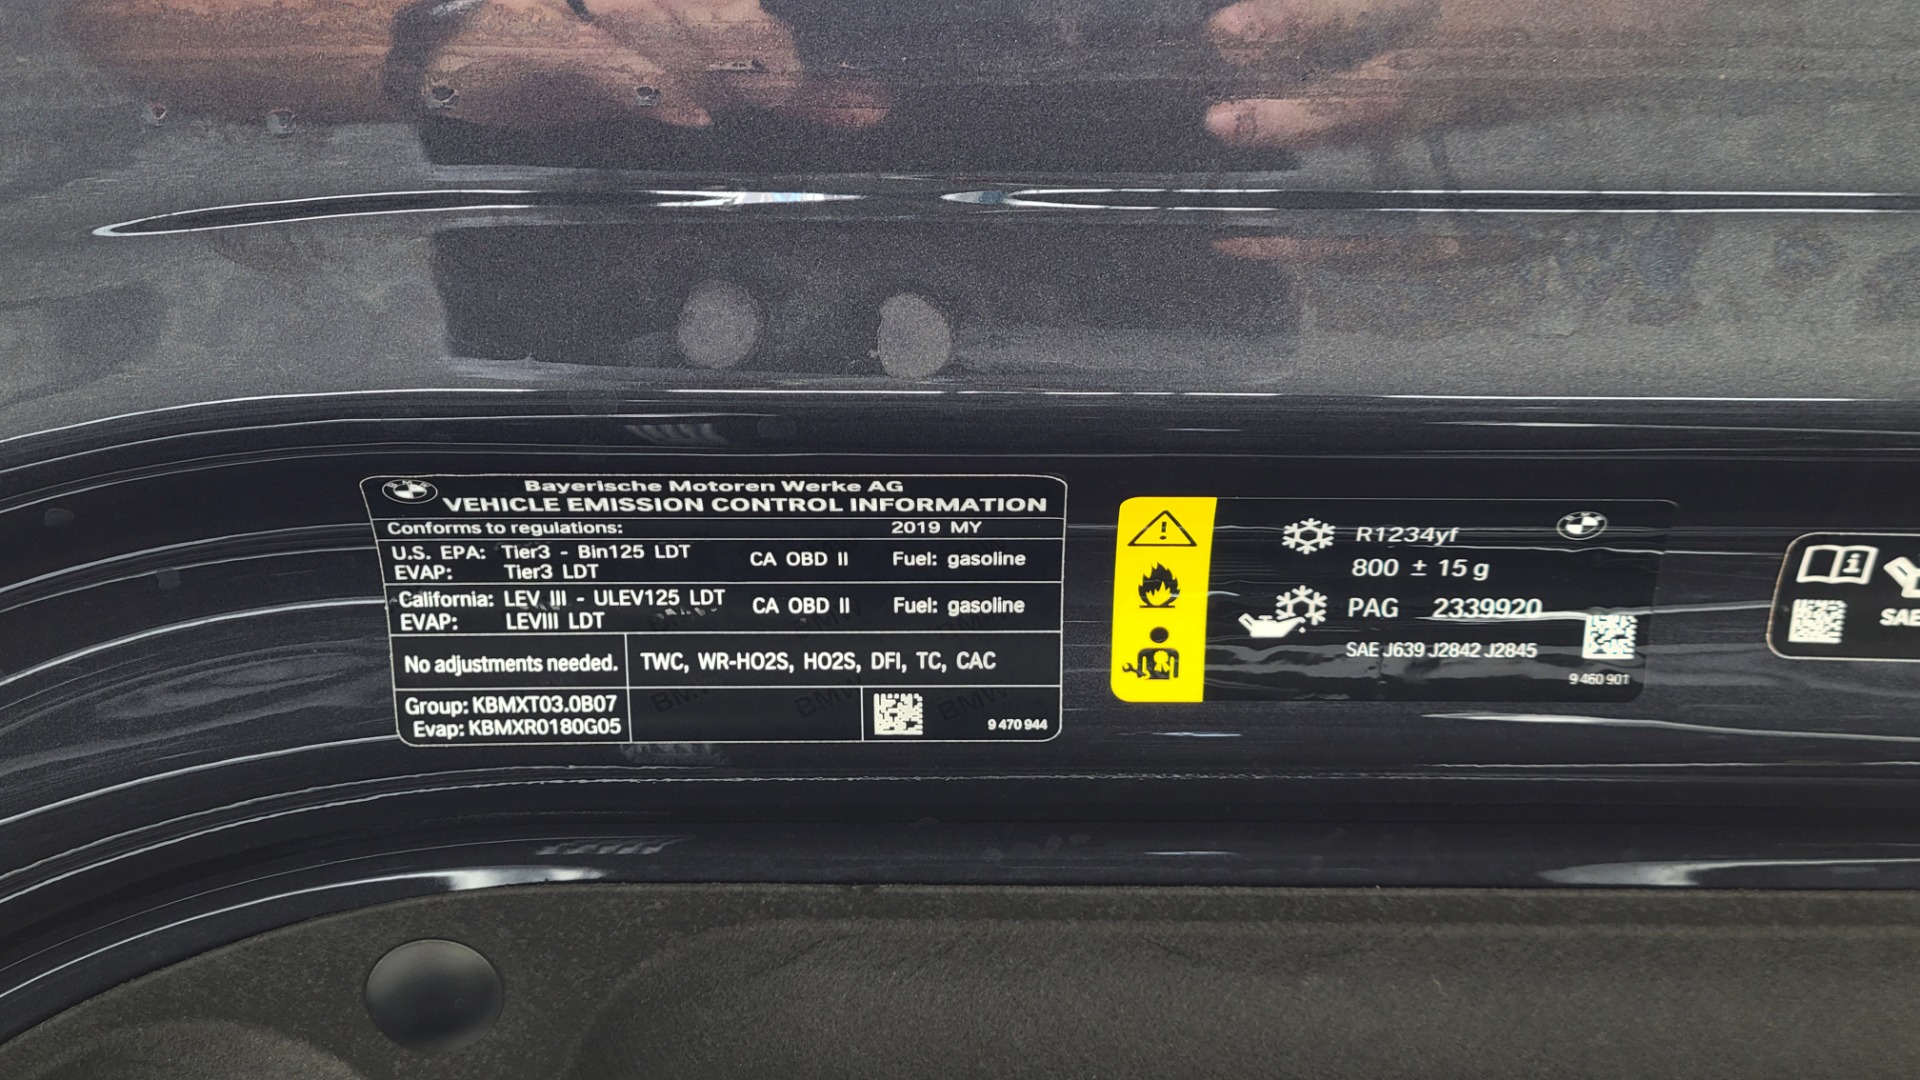 BMW
Bayerische Motoren Werke AG
VEHICLE EMISSION CONTROL INFORMATION
Conforms to regulations: 2019 MY
U.S. EPA: Tier3 - Bin125 LDT CA OBD II Fuel: gasoline
EVAP: Tier3 LDT
California: LEV III - ULEV125 LDT CA OBD II Fuel: gasoline
EVAP: LEVIII LDT
No adjustments needed. TWC, WR-HO2S, HO2S, DFI, TC, CAC
Group: KBMXT03.0B07
Evap: KBMXR0180G05
9 470 944
R1234yf
800 ± 15 g
PAG 2339920
SAE J639 J2842 J2845
9 460 901
SAE